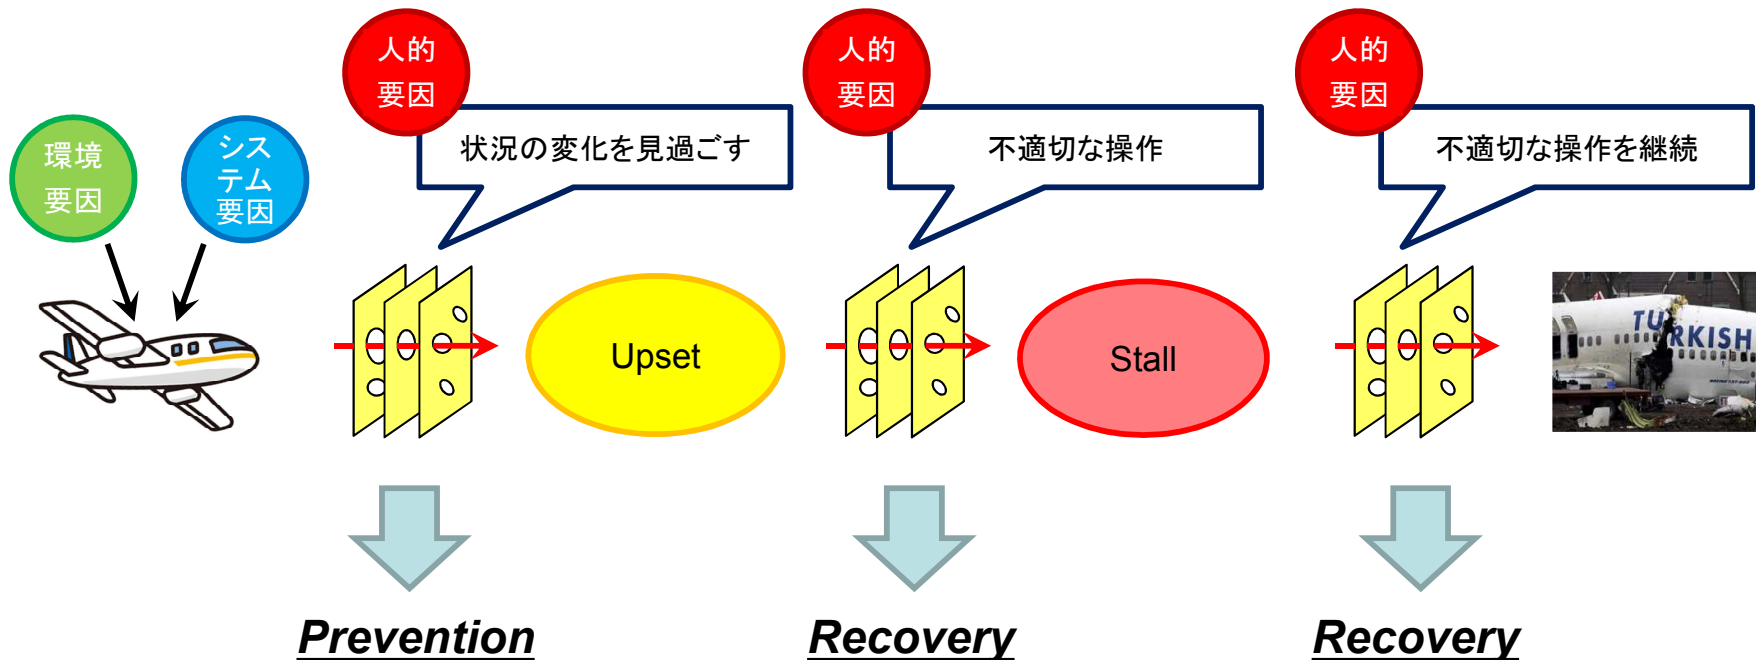 環境
要因
シス
テム
要因
人的
要因
状況の変化を見過ごす
人的
要因
不適切な操作
人的
要因
不適切な操作を継続
Upset
Stall
TURKISH
Prevention
Recovery
Recovery